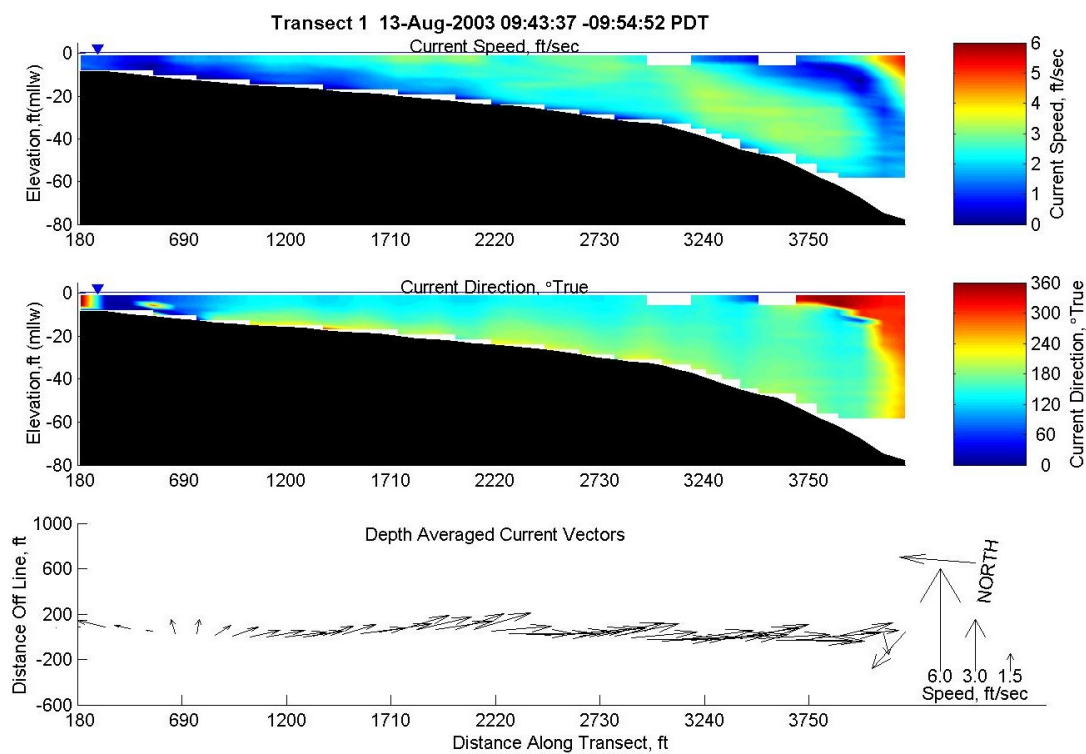 Transect 1 13-Aug-2003 09:43:37 -09:54:52 PDT
Current Speed, ft/sec
Elevation,ft(mllw)
0
-20
-40
-60
-80
180 690 1200 1710 2220 2730 3240 3750
6
5
4
3
2
1
0
Current Speed, ft/sec
Current Direction, °True
Elevation,ft (mllw)
0
-20
-40
-60
-80
180 690 1200 1710 2220 2730 3240 3750
360
300
240
180
120
60
0
Current Direction,°True
Depth Averaged Current Vectors
Distance Off Line, ft
1000
600
200
-200
-600
180 690 1200 1710 2220 2730 3240 3750
Distance Along Transect, ft
NORTH
6.0 3.0 1.5
Speed, ft/sec